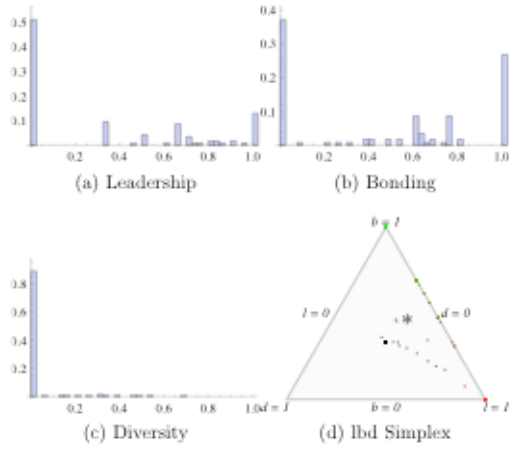 0.5
0.4
0.3
0.2
0.1
0.2 0.4 0.6 0.8 1.0
(a) Leadership
0.4
0.3
0.2
0.1
0.2 0.4 0.6 0.8 1.0
(b) Bonding
0.8
0.6
0.4
0.2
0.2 0.4 0.6 0.8 1.0
(c) Diversity
b = 1
l = 0 d = 0
*
d = 1 b = 0 l = 1
(d) lbd Simplex